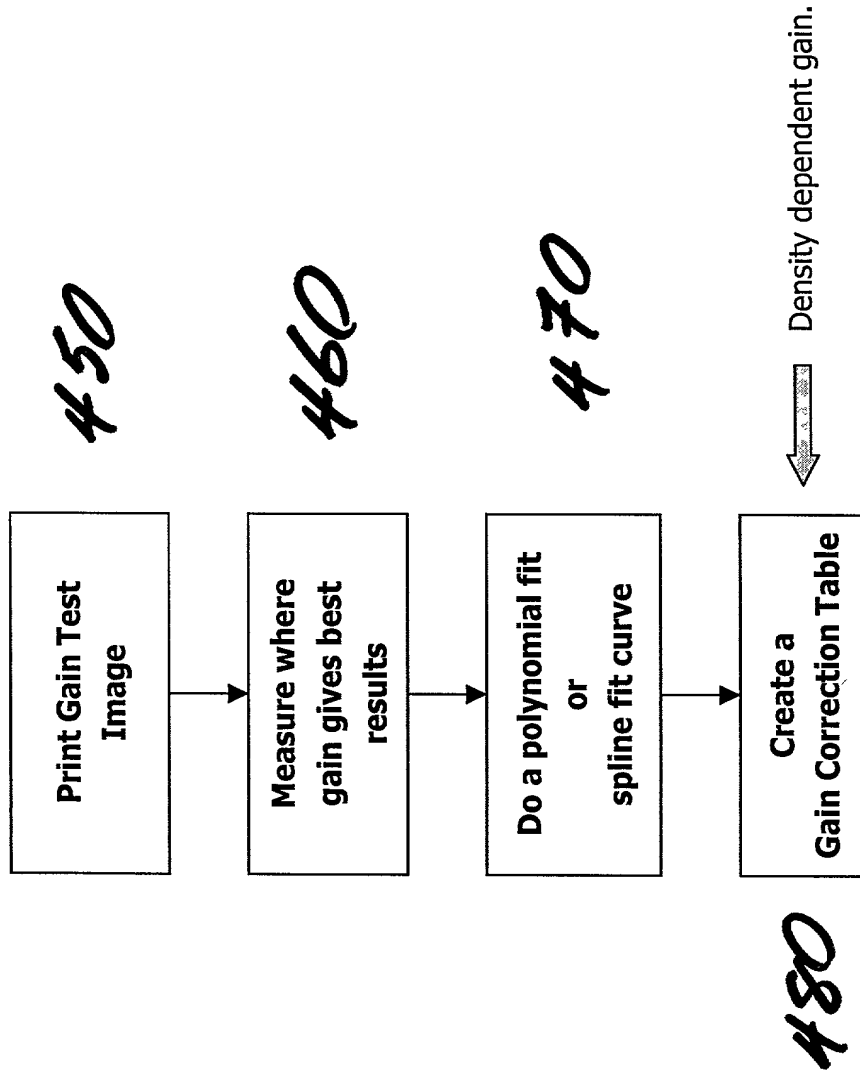 450
Print Gain Test
Image
460
Measure where
gain gives best
results
470
Do a polynomial fit
or
spline fit curve
480
Create a
Gain Correction Table
Density dependent gain.